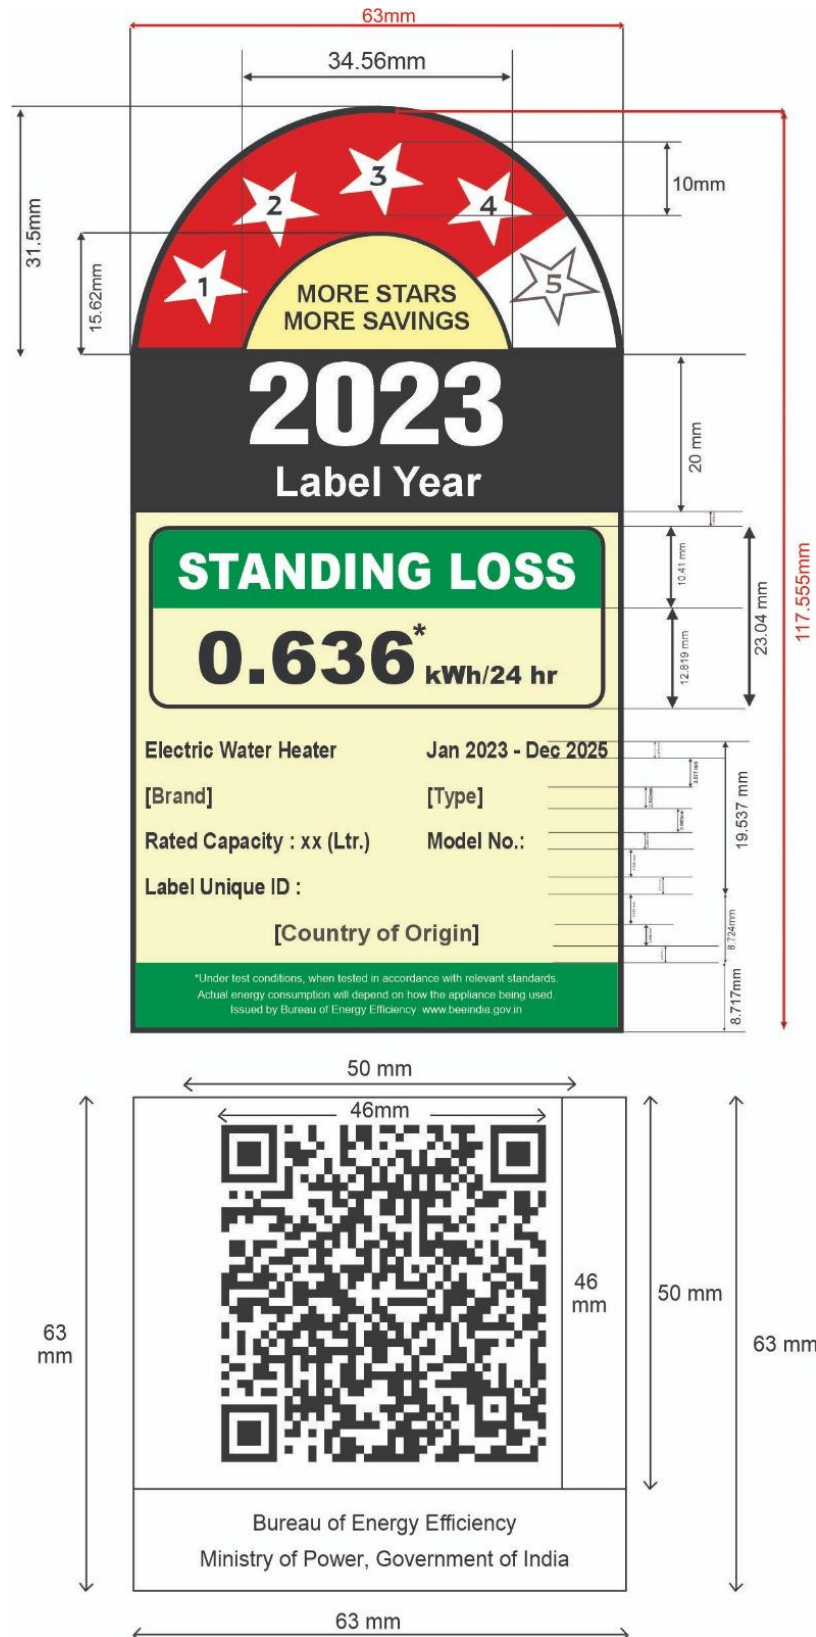 63mm
34.56mm
31.5mm
15.62mm
1
2
3
4
5
10mm
MORE STARS
MORE SAVINGS
2023
Label Year
20 mm
117.555mm
STANDING LOSS
10.41 mm
0.636* kWh/24 hr
12.819 mm
23.04 mm
Electric Water Heater Jan 2023 - Dec 2025
[Brand] [Type]
Rated Capacity : xx (Ltr.) Model No.:
Label Unique ID :
[Country of Origin]
19.537 mm
8.724mm
8.717mm
*Under test conditions, when tested in accordance with relevant standards.
Actual energy consumption will depend on how the appliance being used.
Issued by Bureau of Energy Efficiency www.beeindia.gov.in
50 mm
46mm
46
mm
50 mm
63
mm
63 mm
Bureau of Energy Efficiency
Ministry of Power, Government of India
63 mm